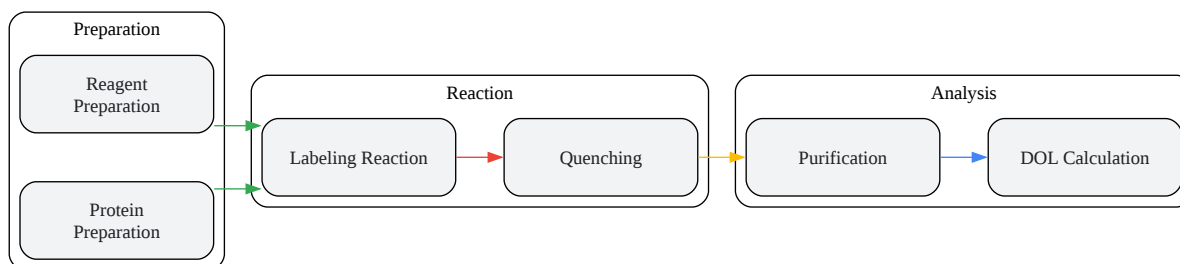 Preparation
Reagent
Preparation
Protein
Preparation
Reaction
Labeling Reaction
Quenching
Analysis
Purification
DOL Calculation